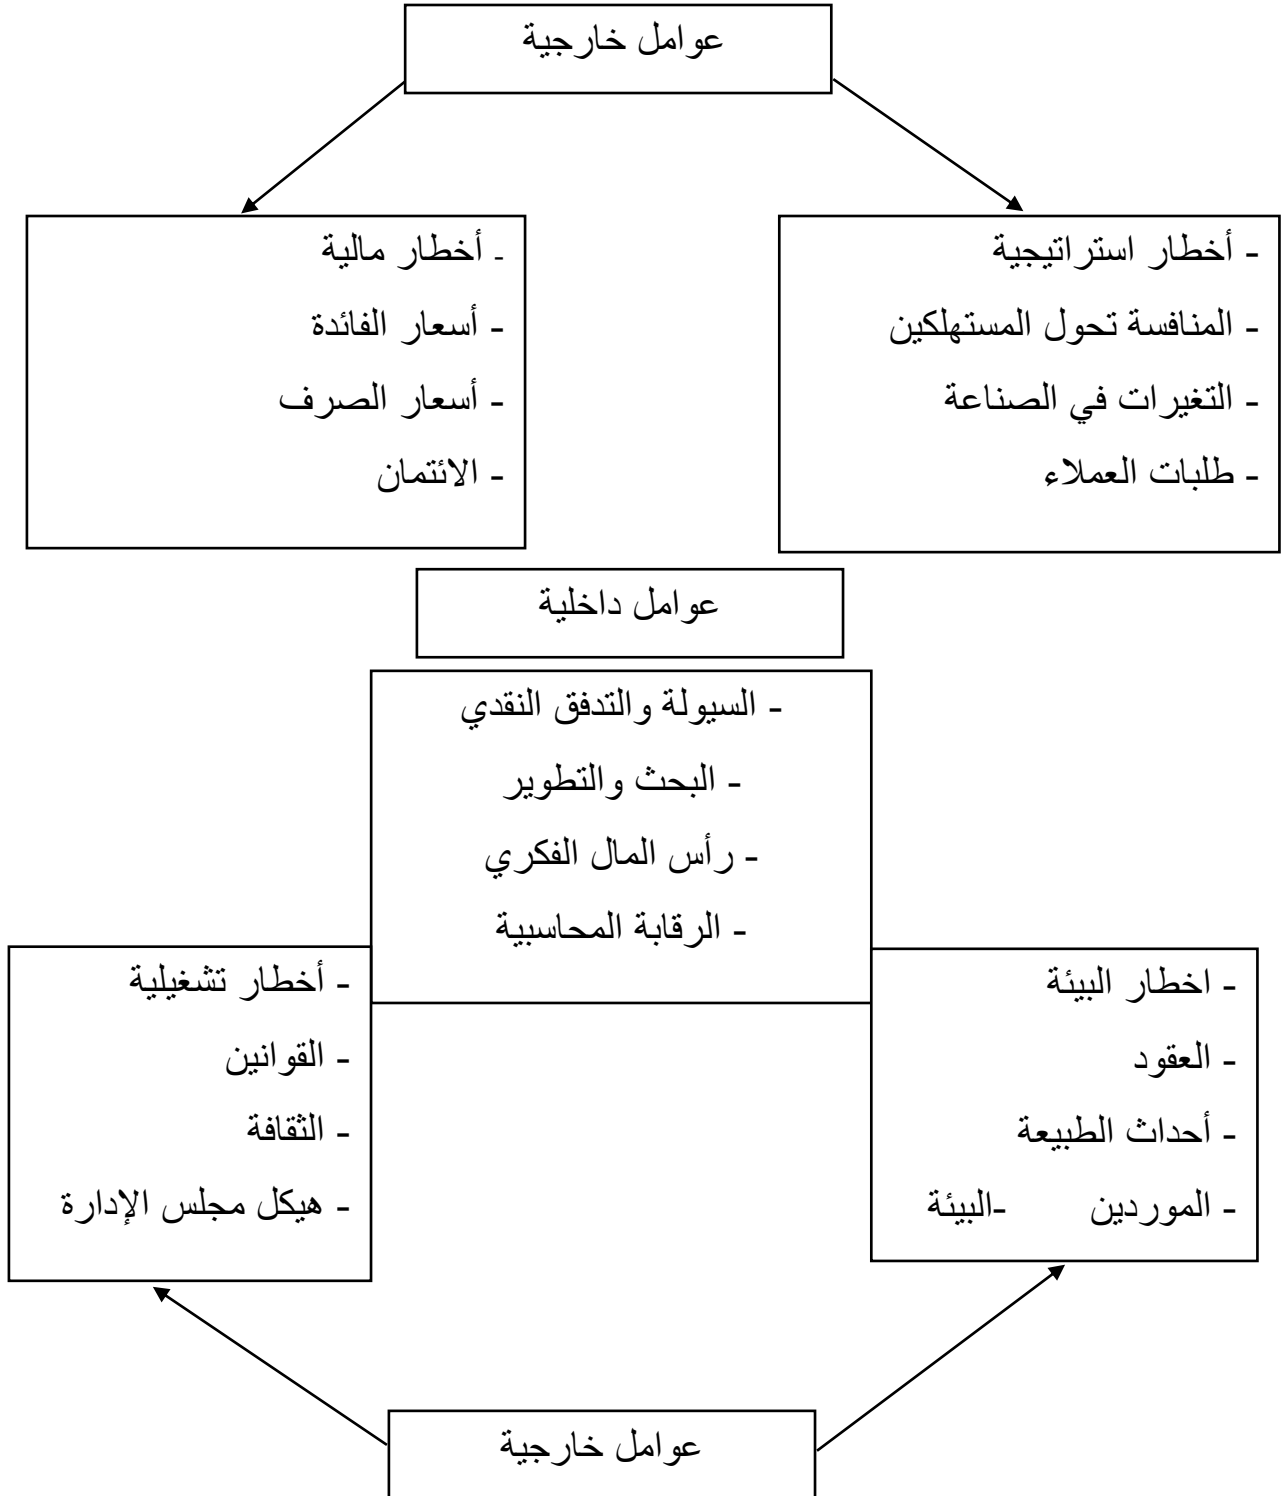 عوامل خارجية
- أخطار استراتيجية
- المنافسة تحول المستهلكين
- التغيرات في الصناعة
- طلبات العملاء
- أخطار مالية
- أسعار الفائدة
- أسعار الصرف
- الائتمان
عوامل داخلية
- السيولة والتدفق النقدي
- البحث والتطوير
- رأس المال الفكري
- الرقابة المحاسبية
- اخطار البيئة
- العقود
- أحداث الطبيعة
- الموردين -البيئة
- أخطار تشغيلية
- القوانين
- الثقافة
- هيكل مجلس الإدارة
عوامل خارجية